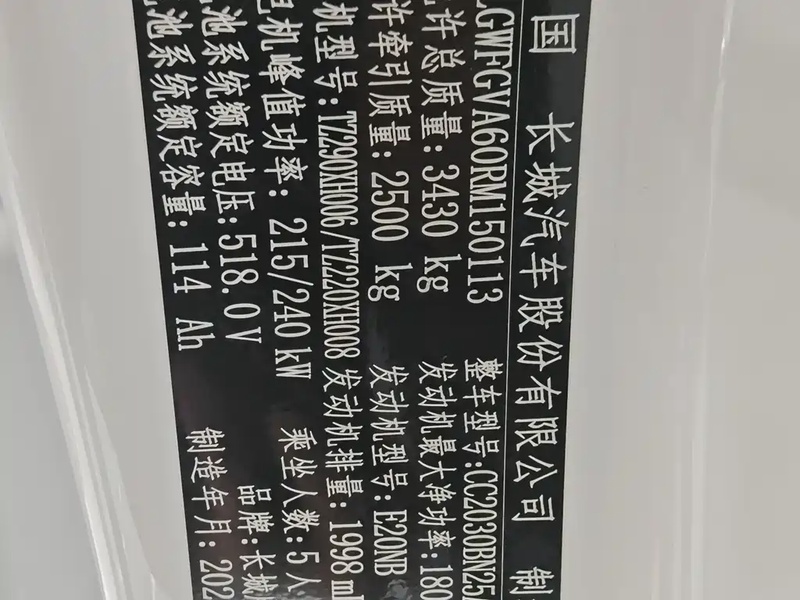 国 长城汽车股份有限公司 制
LGWFGVA60RM150113 整车型号:CC2030BN25
许总质量: 3430 kg 发动机最大净功率:180
许牵引质量: 2500 kg 发动机型号: E20NB
机型号:TZ290XH006/TZ220XH008 发动机排量: 1998 m
机峰值功率: 215/240kW 乘坐人数: 5 人
池系统额定电压:518.0V 品牌:长城
池系统额定容量: 114 Ah 制造年月: 202